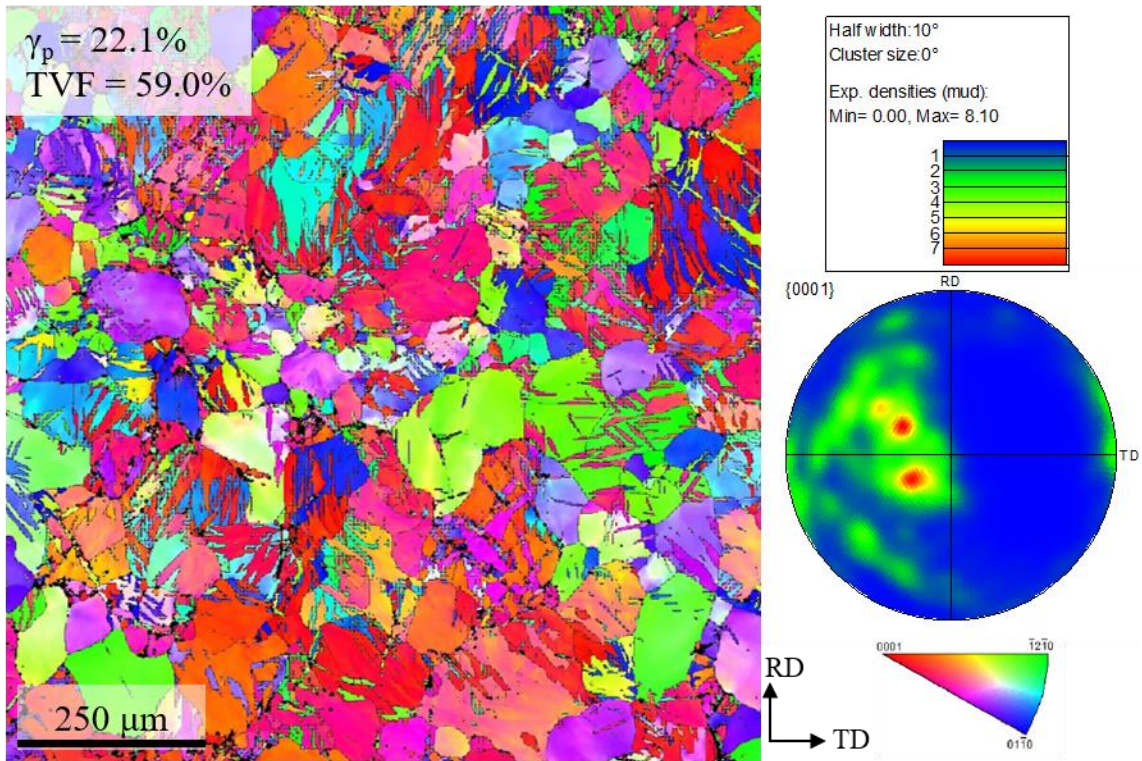 γp = 22.1%
TVF = 59.0%
250 μm
Half width:10°
Cluster size:0°
Exp. densities (mud):
Min= 0.00, Max= 8.10
1
2
3
4
5
6
7
{0001}
RD
TD
RD
TD
0001
1̅21̅0
011̅0